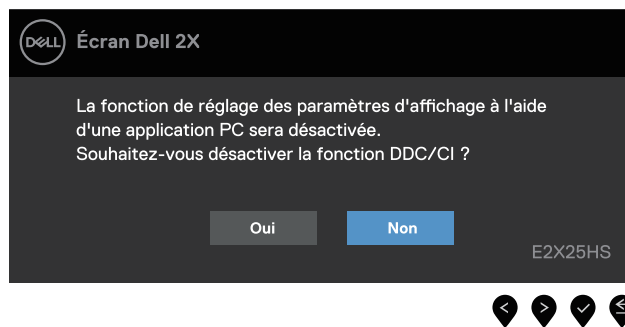 DELL Écran Dell 2X
La fonction de réglage des paramètres d'affichage à l'aide
d'une application PC sera désactivée.
Souhaitez-vous désactiver la fonction DDC/CI ?
Oui Non
E2X25HS